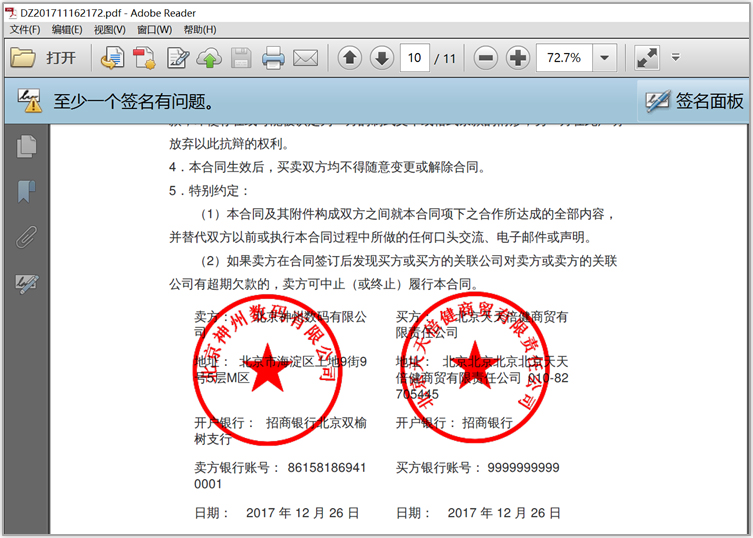 DZ201711162172.pdf - Adobe Reader
文件(F) 编辑(E) 视图(V) 窗口(W) 帮助(H)
打开 10 / 11 72.7%
至少一个签名有问题。 签名面板
放弃以此抗辩的权利。
4．本合同生效后，买卖双方均不得随意变更或解除合同。
5．特别约定：
（1）本合同及其附件构成双方之间就本合同项下之合作所达成的全部内容，
并替代双方以前或执行本合同过程中所做的任何口头交流、电子邮件或声明。
（2）如果卖方在合同签订后发现买方或买方的关联公司对卖方或卖方的关联
公司有超期欠款的，卖方可中止（或终止）履行本合同。
卖方： 北京神州数码有限公
司
地址： 北京市海淀区上地9街9
号5层M区
开户银行： 招商银行北京双榆
树支行
卖方银行账号： 86158186941
0001
日期： 2017 年 12 月 26 日
北京神州数码有限公司
买方： 北京天天倍健商贸有
限责任公司
地址： 北京北京北京北京天天
倍健商贸有限责任公司 010-82
705445
开户银行： 招商银行
买方银行账号： 9999999999
日期： 2017 年 12 月 26 日
北京天天倍健商贸有限责任公司